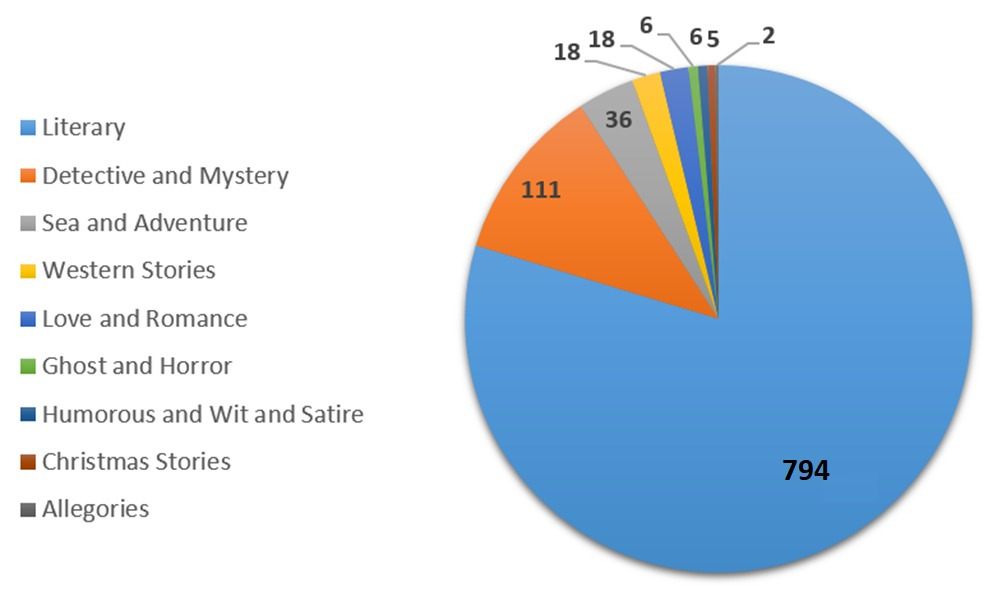 Literary
Detective and Mystery
Sea and Adventure
Western Stories
Love and Romance
Ghost and Horror
Humorous and Wit and Satire
Christmas Stories
Allegories
18
18
6
6
5
2
36
111
794